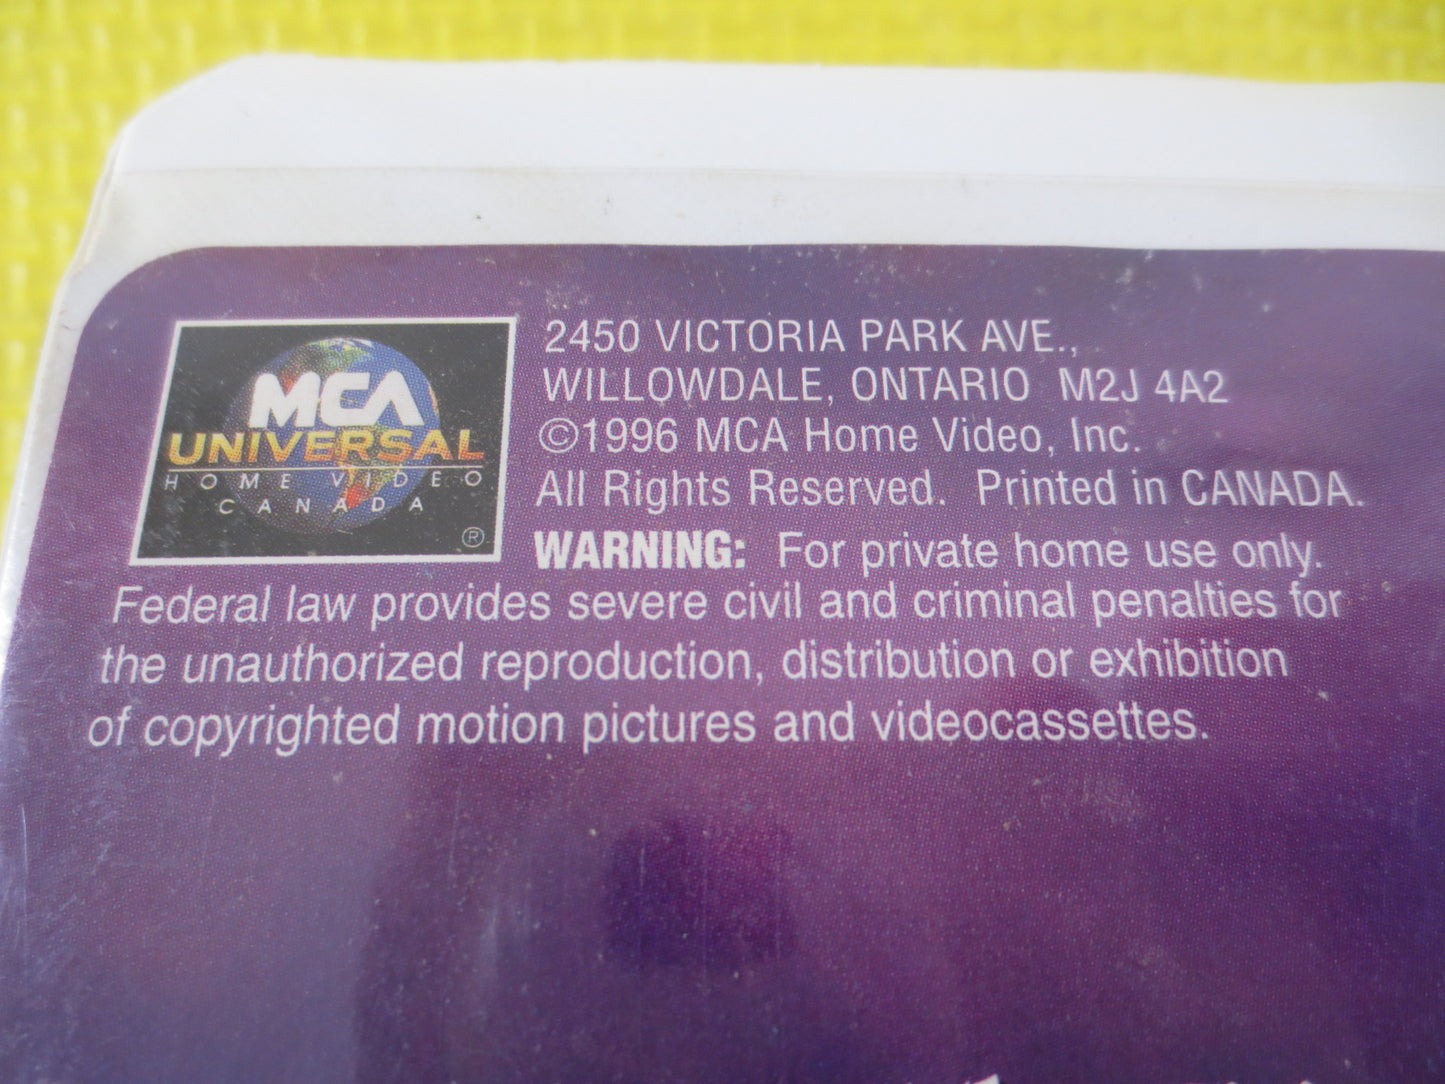 MCA
UNIVERSAL
HOME VIDEO
CANADA
®
2450 VICTORIA PARK AVE.,
WILLOWDALE, ONTARIO M2J 4A2
©1996 MCA Home Video, Inc.
All Rights Reserved. Printed in CANADA.
WARNING: For private home use only.
Federal law provides severe civil and criminal penalties for
the unauthorized reproduction, distribution or exhibition
of copyrighted motion pictures and videocassettes.